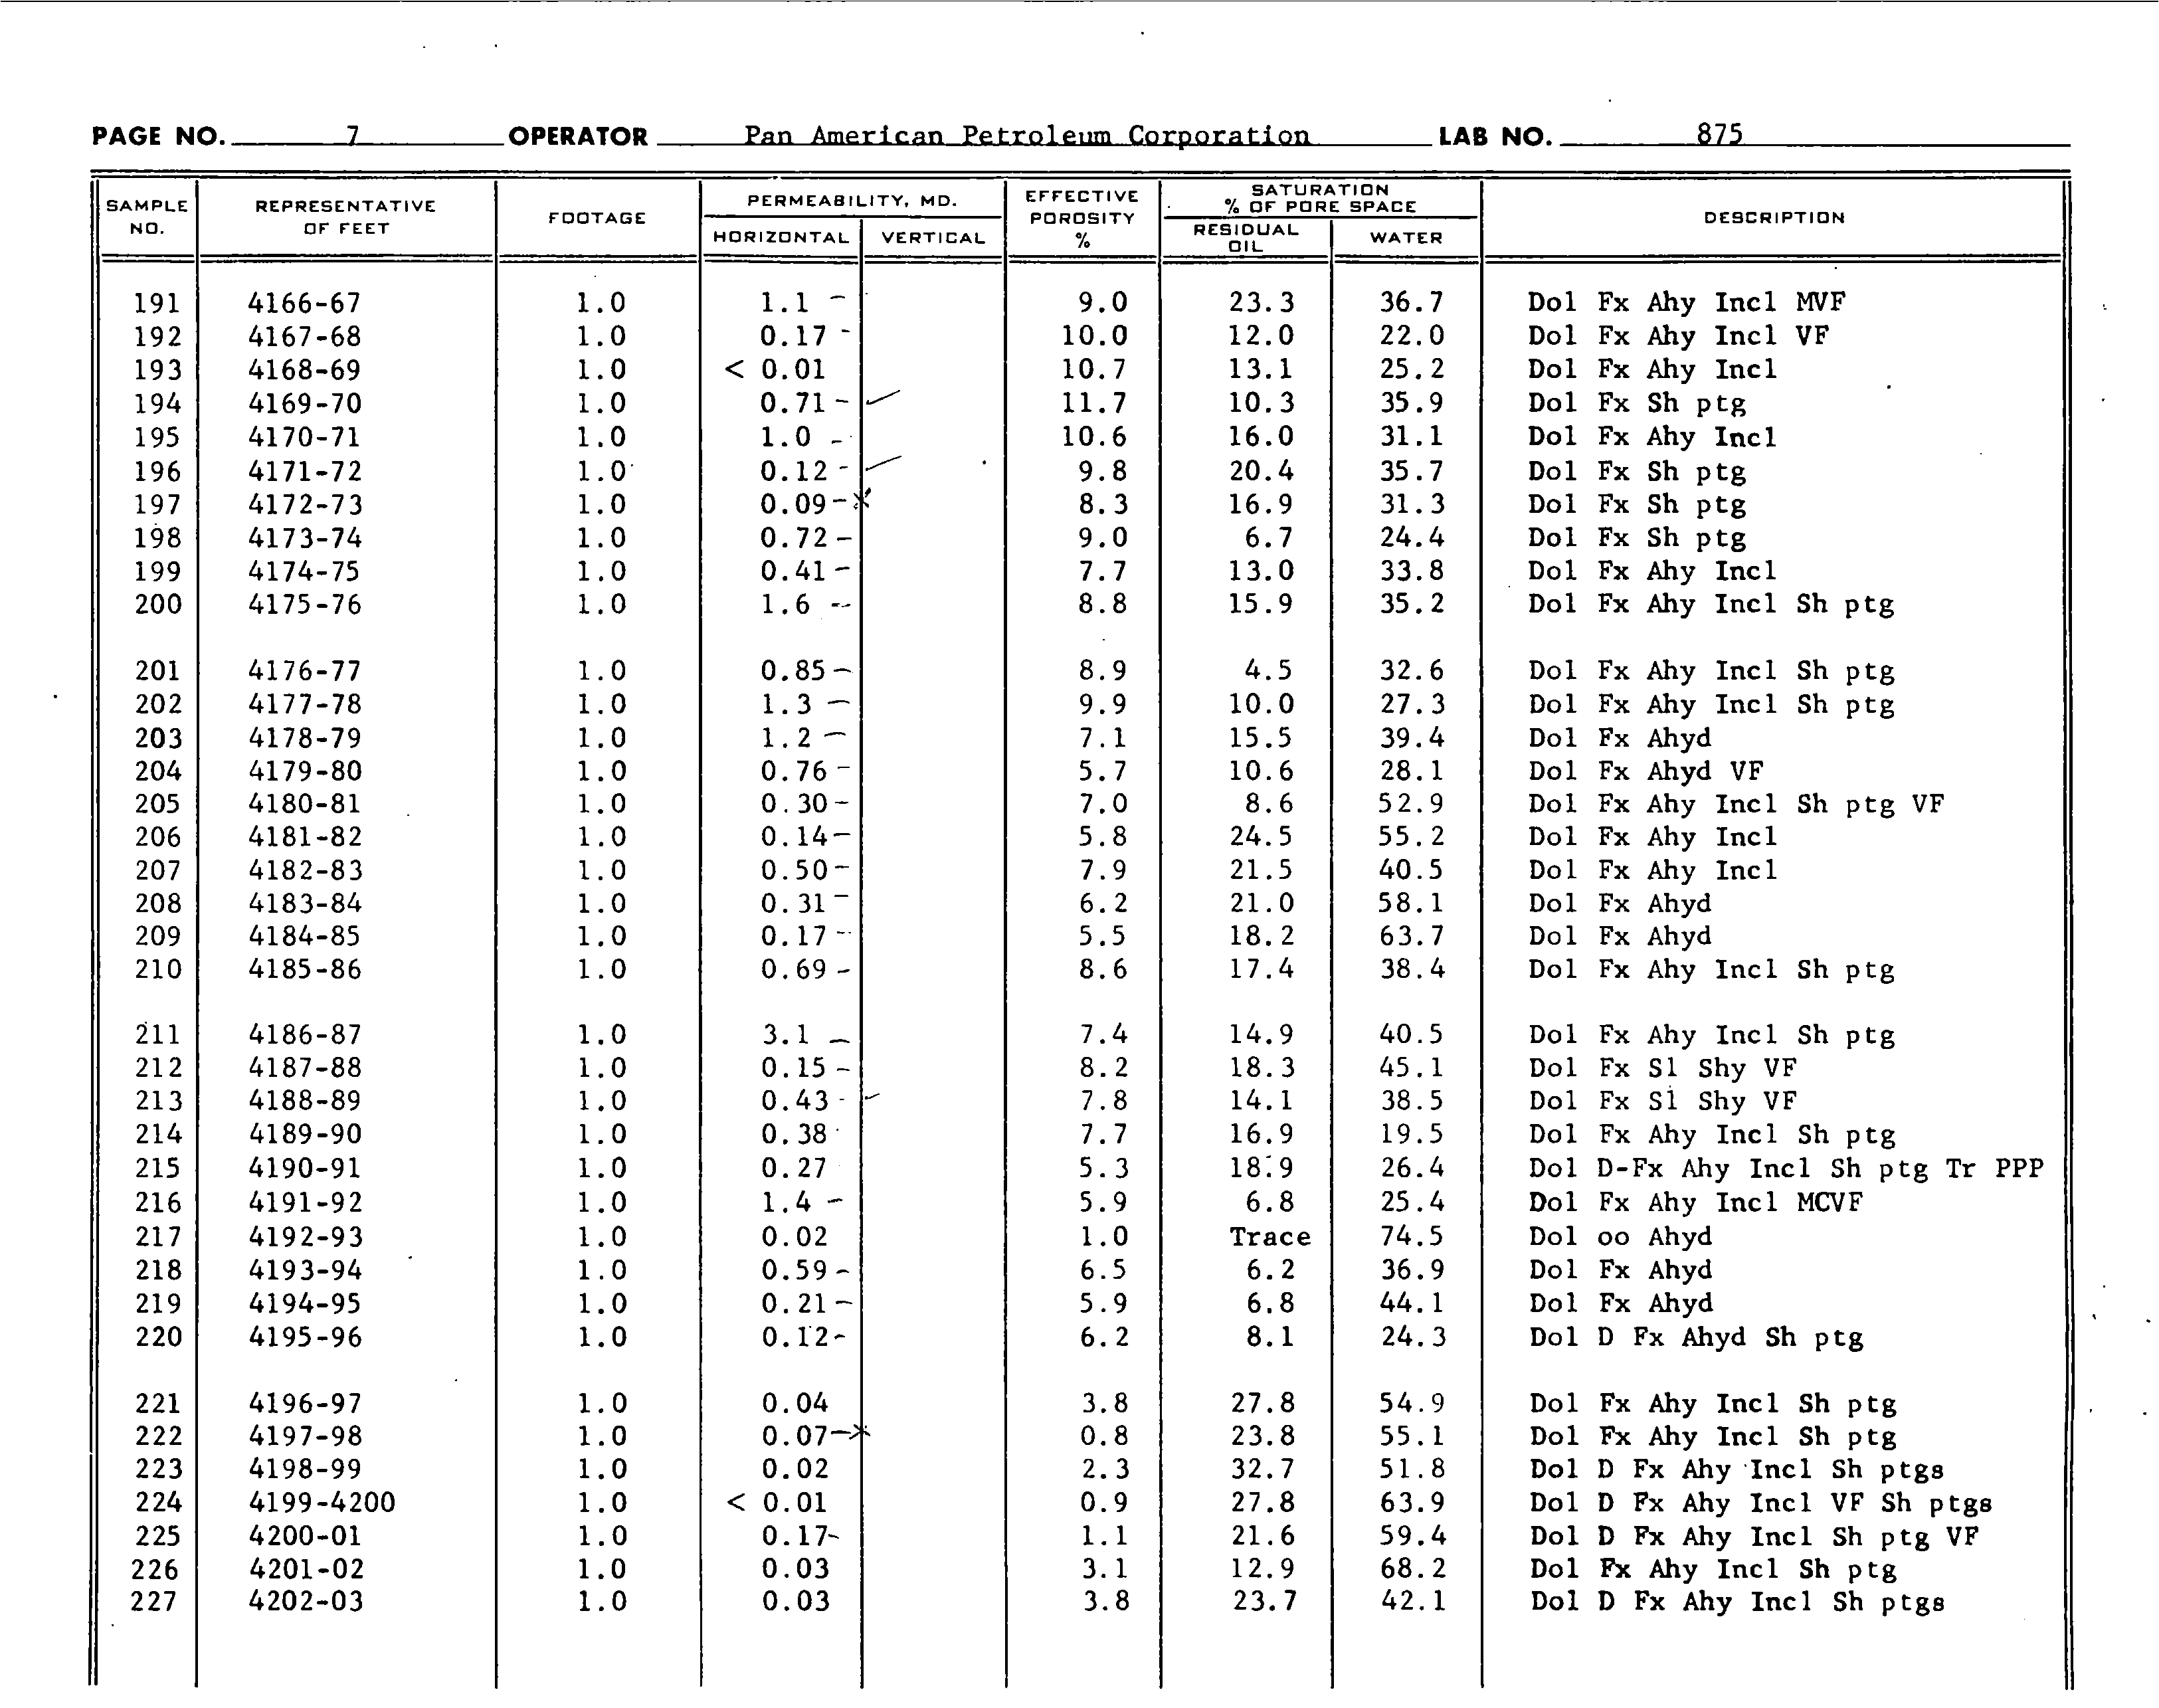 PAGE NO. 7 OPERATOR Pan American Petroleum Corporation LAB NO. 875
SAMPLE NO. REPRESENTATIVE OF FEET FOOTAGE PERMEABILITY, MD. HORIZONTAL VERTICAL EFFECTIVE POROSITY % SATURATION % OF PORE SPACE RESIDUAL OIL WATER DESCRIPTION
191 4166-67 1.0 1.1 9.0 23.3 36.7 Dol Fx Ahy Incl MVF
192 4167-68 1.0 0.17 10.0 12.0 22.0 Dol Fx Ahy Incl VF
193 4168-69 1.0 < 0.01 10.7 13.1 25.2 Dol Fx Ahy Incl
194 4169-70 1.0 0.71 11.7 10.3 35.9 Dol Fx Sh ptg
195 4170-71 1.0 1.0 10.6 16.0 31.1 Dol Fx Ahy Incl
196 4171-72 1.0 0.12 9.8 20.4 35.7 Dol Fx Sh ptg
197 4172-73 1.0 0.09 8.3 16.9 31.3 Dol Fx Sh ptg
198 4173-74 1.0 0.72 9.0 6.7 24.4 Dol Fx Sh ptg
199 4174-75 1.0 0.41 7.7 13.0 33.8 Dol Fx Ahy Incl
200 4175-76 1.0 1.6 8.8 15.9 35.2 Dol Fx Ahy Incl Sh ptg
201 4176-77 1.0 0.85 8.9 4.5 32.6 Dol Fx Ahy Incl Sh ptg
202 4177-78 1.0 1.3 9.9 10.0 27.3 Dol Fx Ahy Incl Sh ptg
203 4178-79 1.0 1.2 7.1 15.5 39.4 Dol Fx Ahyd
204 4179-80 1.0 0.76 5.7 10.6 28.1 Dol Fx Ahyd VF
205 4180-81 1.0 0.30 7.0 8.6 52.9 Dol Fx Ahy Incl Sh ptg VF
206 4181-82 1.0 0.14 5.8 24.5 55.2 Dol Fx Ahy Incl
207 4182-83 1.0 0.50 7.9 21.5 40.5 Dol Fx Ahy Incl
208 4183-84 1.0 0.31 6.2 21.0 58.1 Dol Fx Ahyd
209 4184-85 1.0 0.17 5.5 18.2 63.7 Dol Fx Ahyd
210 4185-86 1.0 0.69 8.6 17.4 38.4 Dol Fx Ahy Incl Sh ptg
211 4186-87 1.0 3.1 7.4 14.9 40.5 Dol Fx Ahy Incl Sh ptg
212 4187-88 1.0 0.15 8.2 18.3 45.1 Dol Fx Sl Shy VF
213 4188-89 1.0 0.43 7.8 14.1 38.5 Dol Fx Sl Shy VF
214 4189-90 1.0 0.38 7.7 16.9 19.5 Dol Fx Ahy Incl Sh ptg
215 4190-91 1.0 0.27 5.3 18.9 26.4 Dol D-Fx Ahy Incl Sh ptg Tr PPP
216 4191-92 1.0 1.4 5.9 6.8 25.4 Dol Fx Ahy Incl MCVF
217 4192-93 1.0 0.02 1.0 Trace 74.5 Dol oo Ahyd
218 4193-94 1.0 0.59 6.5 6.2 36.9 Dol Fx Ahyd
219 4194-95 1.0 0.21 5.9 6.8 44.1 Dol Fx Ahyd
220 4195-96 1.0 0.12 6.2 8.1 24.3 Dol D Fx Ahyd Sh ptg
221 4196-97 1.0 0.04 3.8 27.8 54.9 Dol Fx Ahy Incl Sh ptg
222 4197-98 1.0 0.07 0.8 23.8 55.1 Dol Fx Ahy Incl Sh ptg
223 4198-99 1.0 0.02 2.3 32.7 51.8 Dol D Fx Ahy Incl Sh ptgs
224 4199-4200 1.0 < 0.01 0.9 27.8 63.9 Dol D Fx Ahy Incl VF Sh ptgs
225 4200-01 1.0 0.17 1.1 21.6 59.4 Dol D Fx Ahy Incl Sh ptg VF
226 4201-02 1.0 0.03 3.1 12.9 68.2 Dol Fx Ahy Incl Sh ptg
227 4202-03 1.0 0.03 3.8 23.7 42.1 Dol D Fx Ahy Incl Sh ptgs